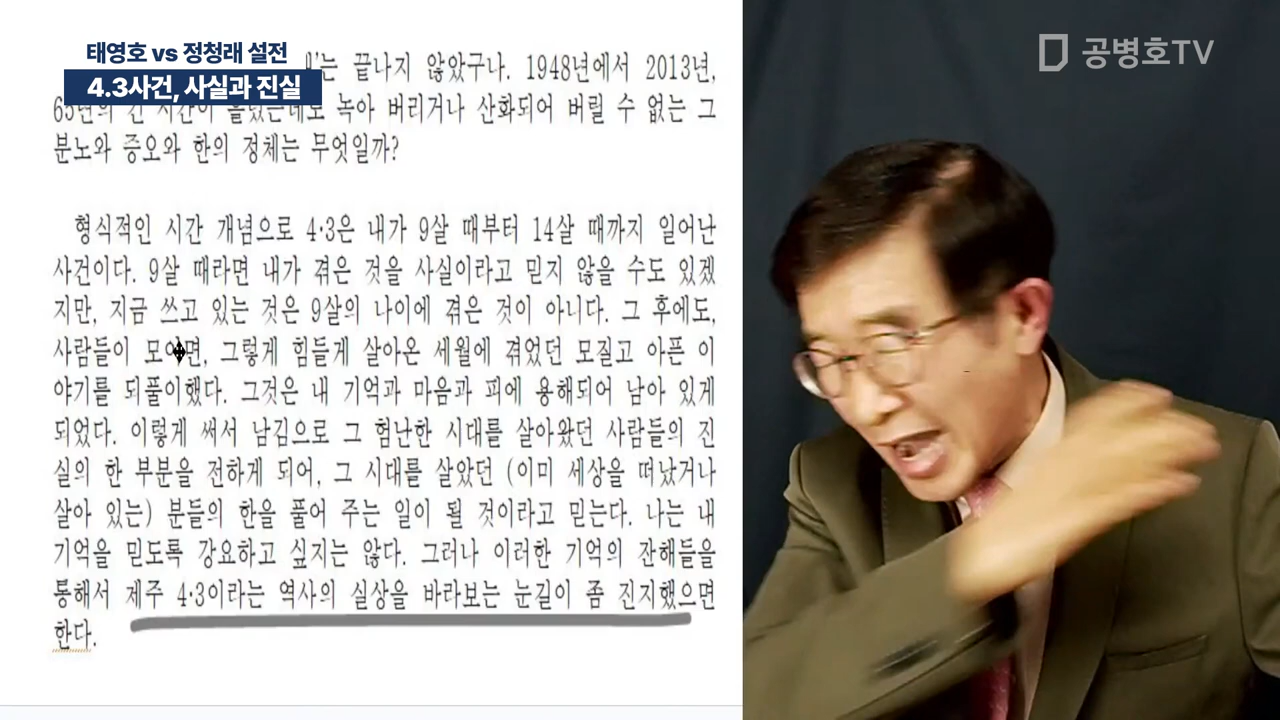 태영호 vs 정청래 설전
4.3사건, 사실과 진실
공병호TV
는 끝나지 않았구나. 1948년에서 2013년,
65년의 긴 시간이 흘렀는데도 녹아 버리거나 산화되어 버릴 수 없는 그
분노와 증오와 한의 정체는 무엇일까?
형식적인 시간 개념으로 4·3은 내가 9살 때부터 14살 때까지 일어난
사건이다. 9살 때라면 내가 겪은 것을 사실이라고 믿지 않을 수도 있겠
지만, 지금 쓰고 있는 것은 9살의 나이에 겪은 것이 아니다. 그 후에도,
사람들이 모이면, 그렇게 힘들게 살아온 세월에 겪었던 모질고 아픈 이
야기를 되풀이했다. 그것은 내 기억과 마음과 피에 용해되어 남아 있게
되었다. 이렇게 써서 남김으로 그 험난한 시대를 살아왔던 사람들의 진
실의 한 부분을 전하게 되어, 그 시대를 살았던 (이미 세상을 떠났거나
살아 있는) 분들의 한을 풀어 주는 일이 될 것이라고 믿는다. 나는 내
기억을 믿도록 강요하고 싶지는 않다. 그러나 이러한 기억의 잔해들을
통해서 제주 4·3이라는 역사의 실상을 바라보는 눈길이 좀 진지했으면
한다.